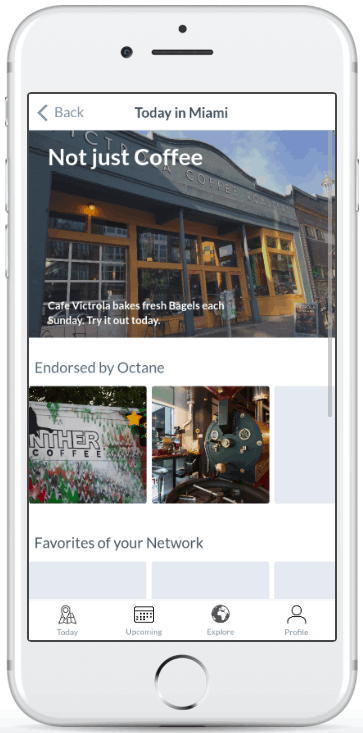 Back
Today in Miami
Not just Coffee
COFFEE
Cafe Victrola bakes fresh Bagels each
Sunday. Try it out today.
Endorsed by Octane
NTHER
COFFEE
Favorites of your Network
Today
Upcoming
Explore
Profile